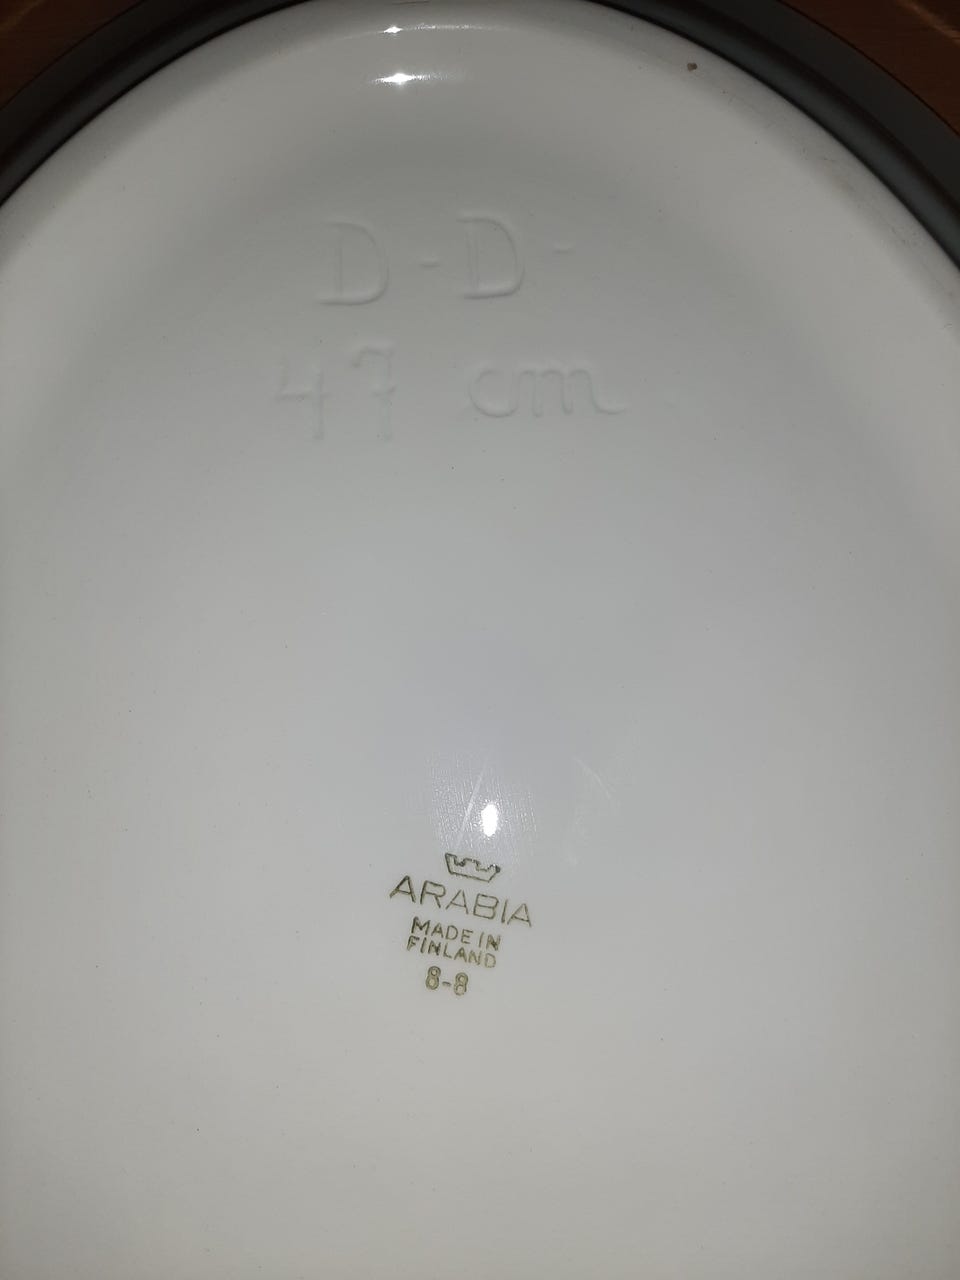 D-D-
47 cm
ARABIA
MADE IN
FINLAND
8-8